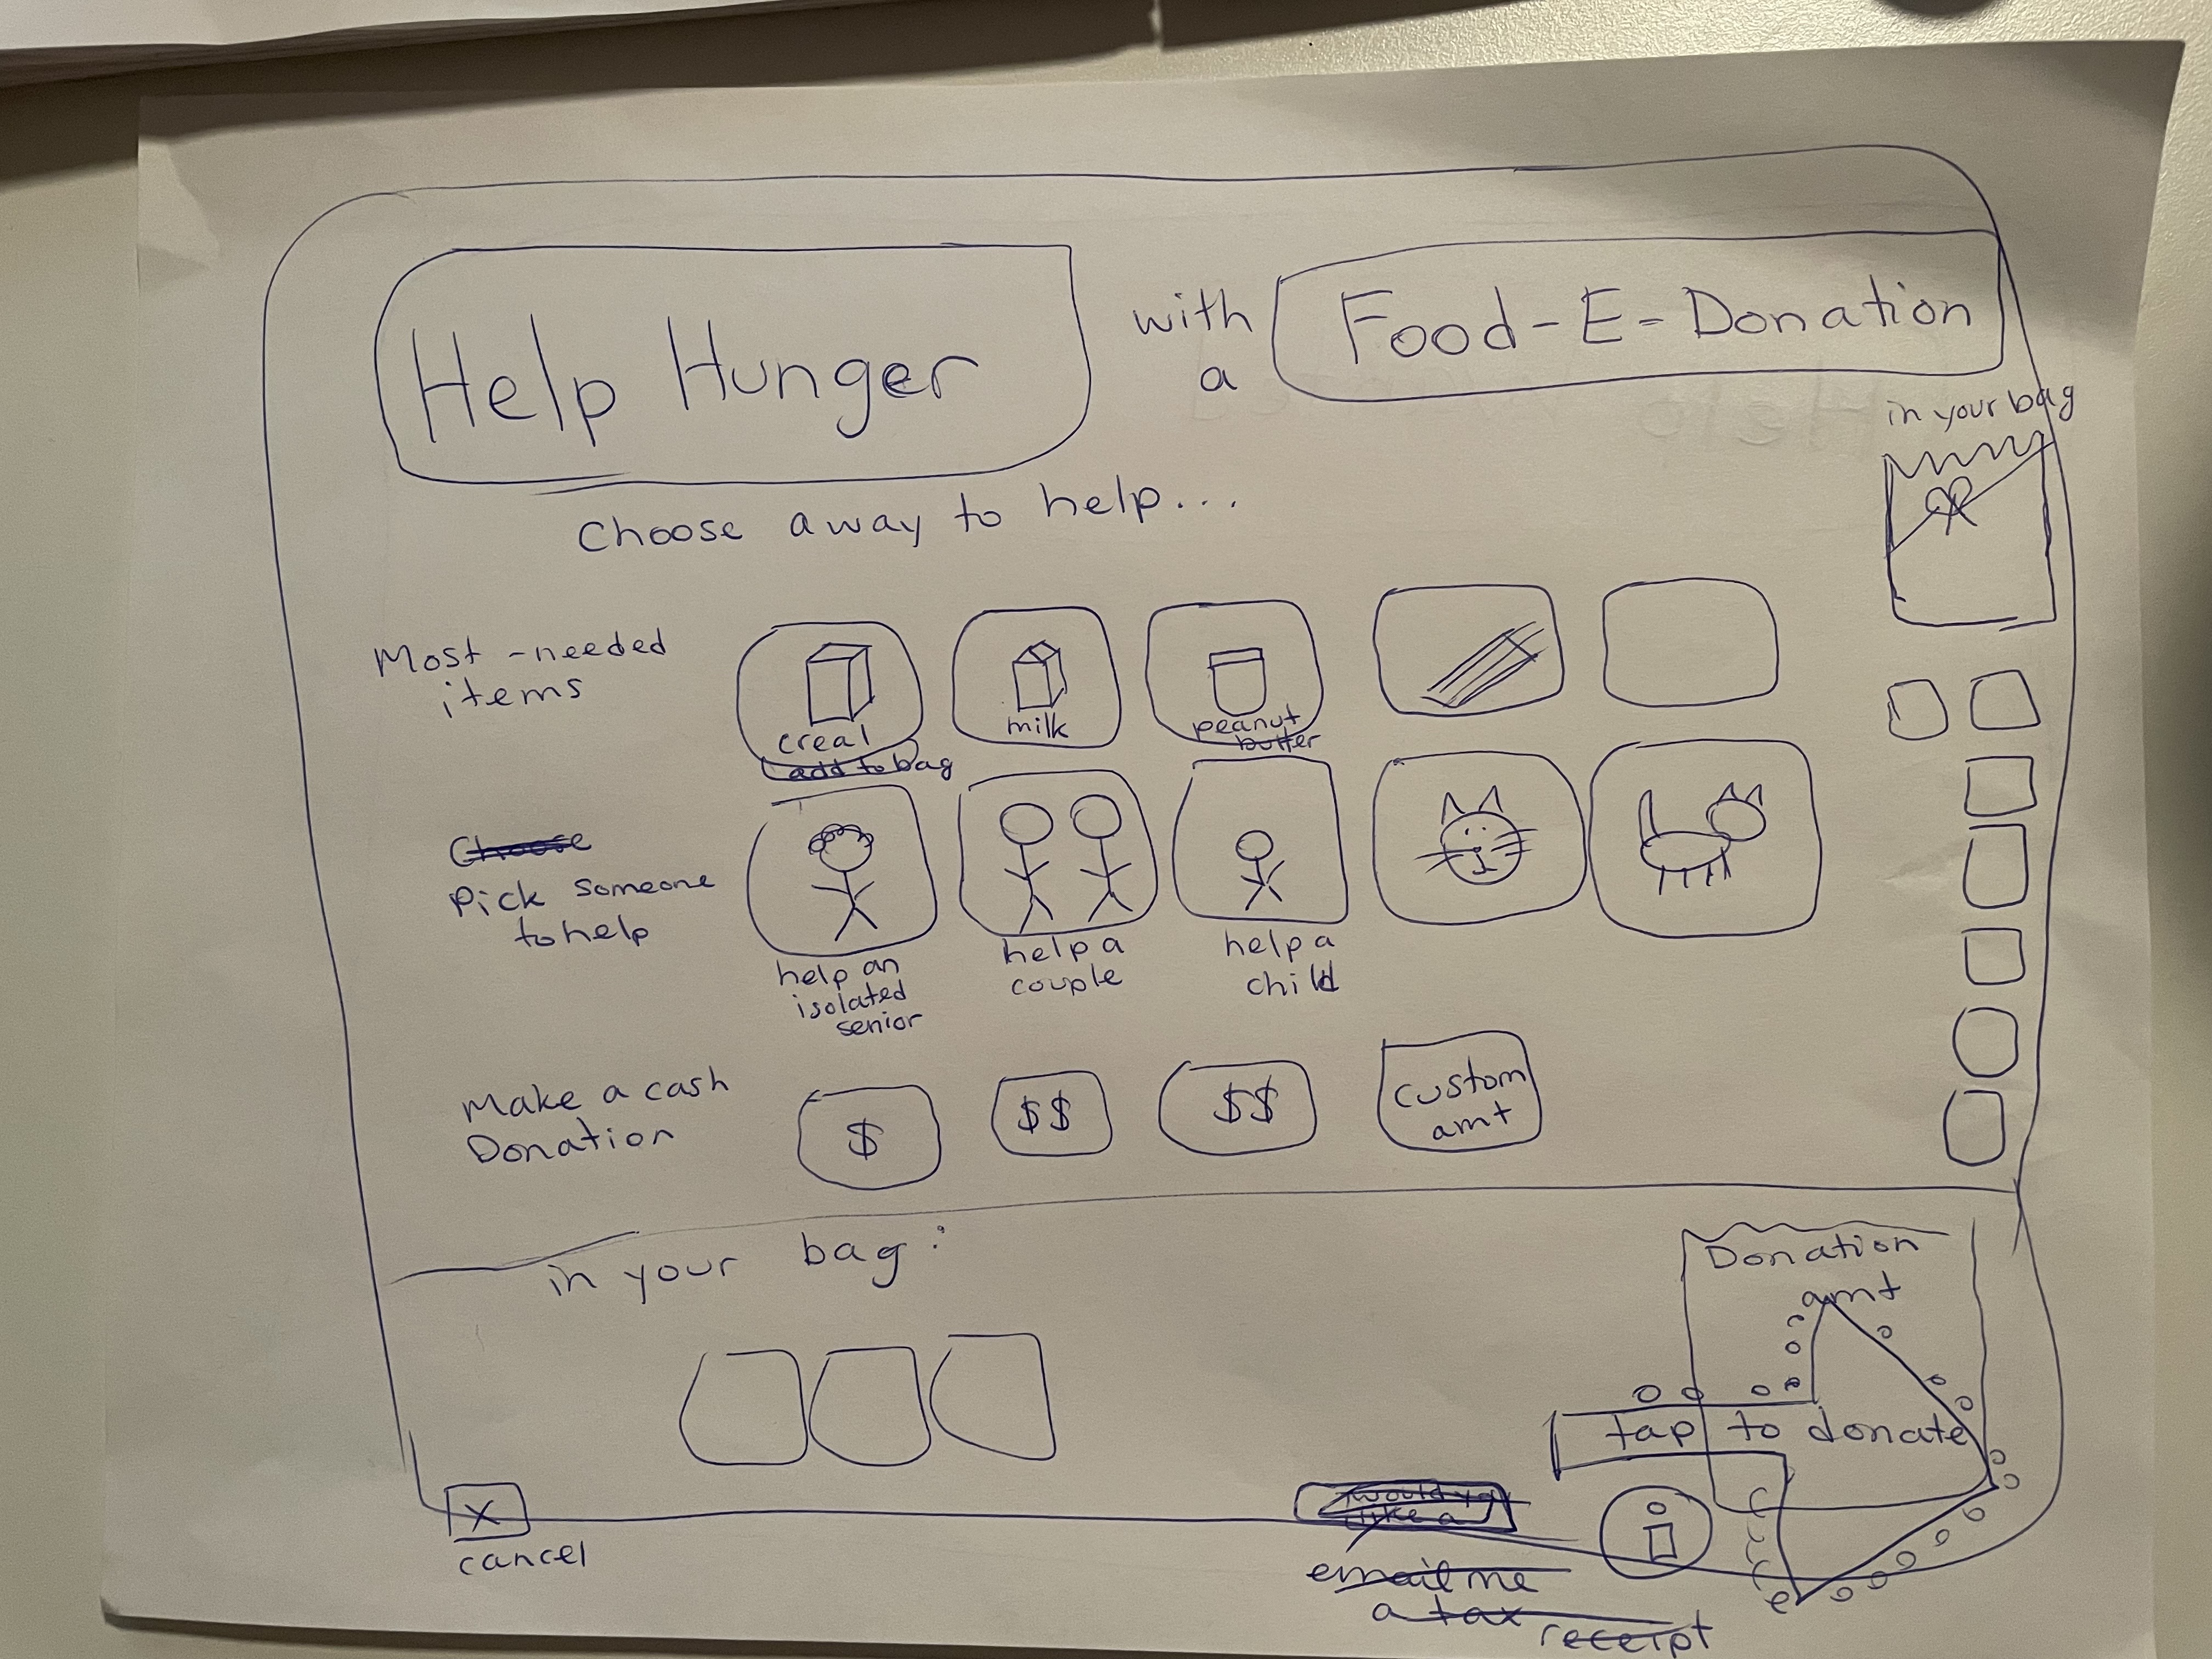 Help Hunger
with
a
Food-E-Donation
in your bag
Choose a way to help...
Most-needed
items
creal
add to bag
milk
peanut
butter
Choose
Pick someone
to help
help an
isolated
senior
help a
couple
help a
child
Make a cash
Donation
$
$$
$$
custom
amt
in your bag:
Donation
amt
tap to donate
i
X
cancel
would you
like a
email me
a tax
receipt